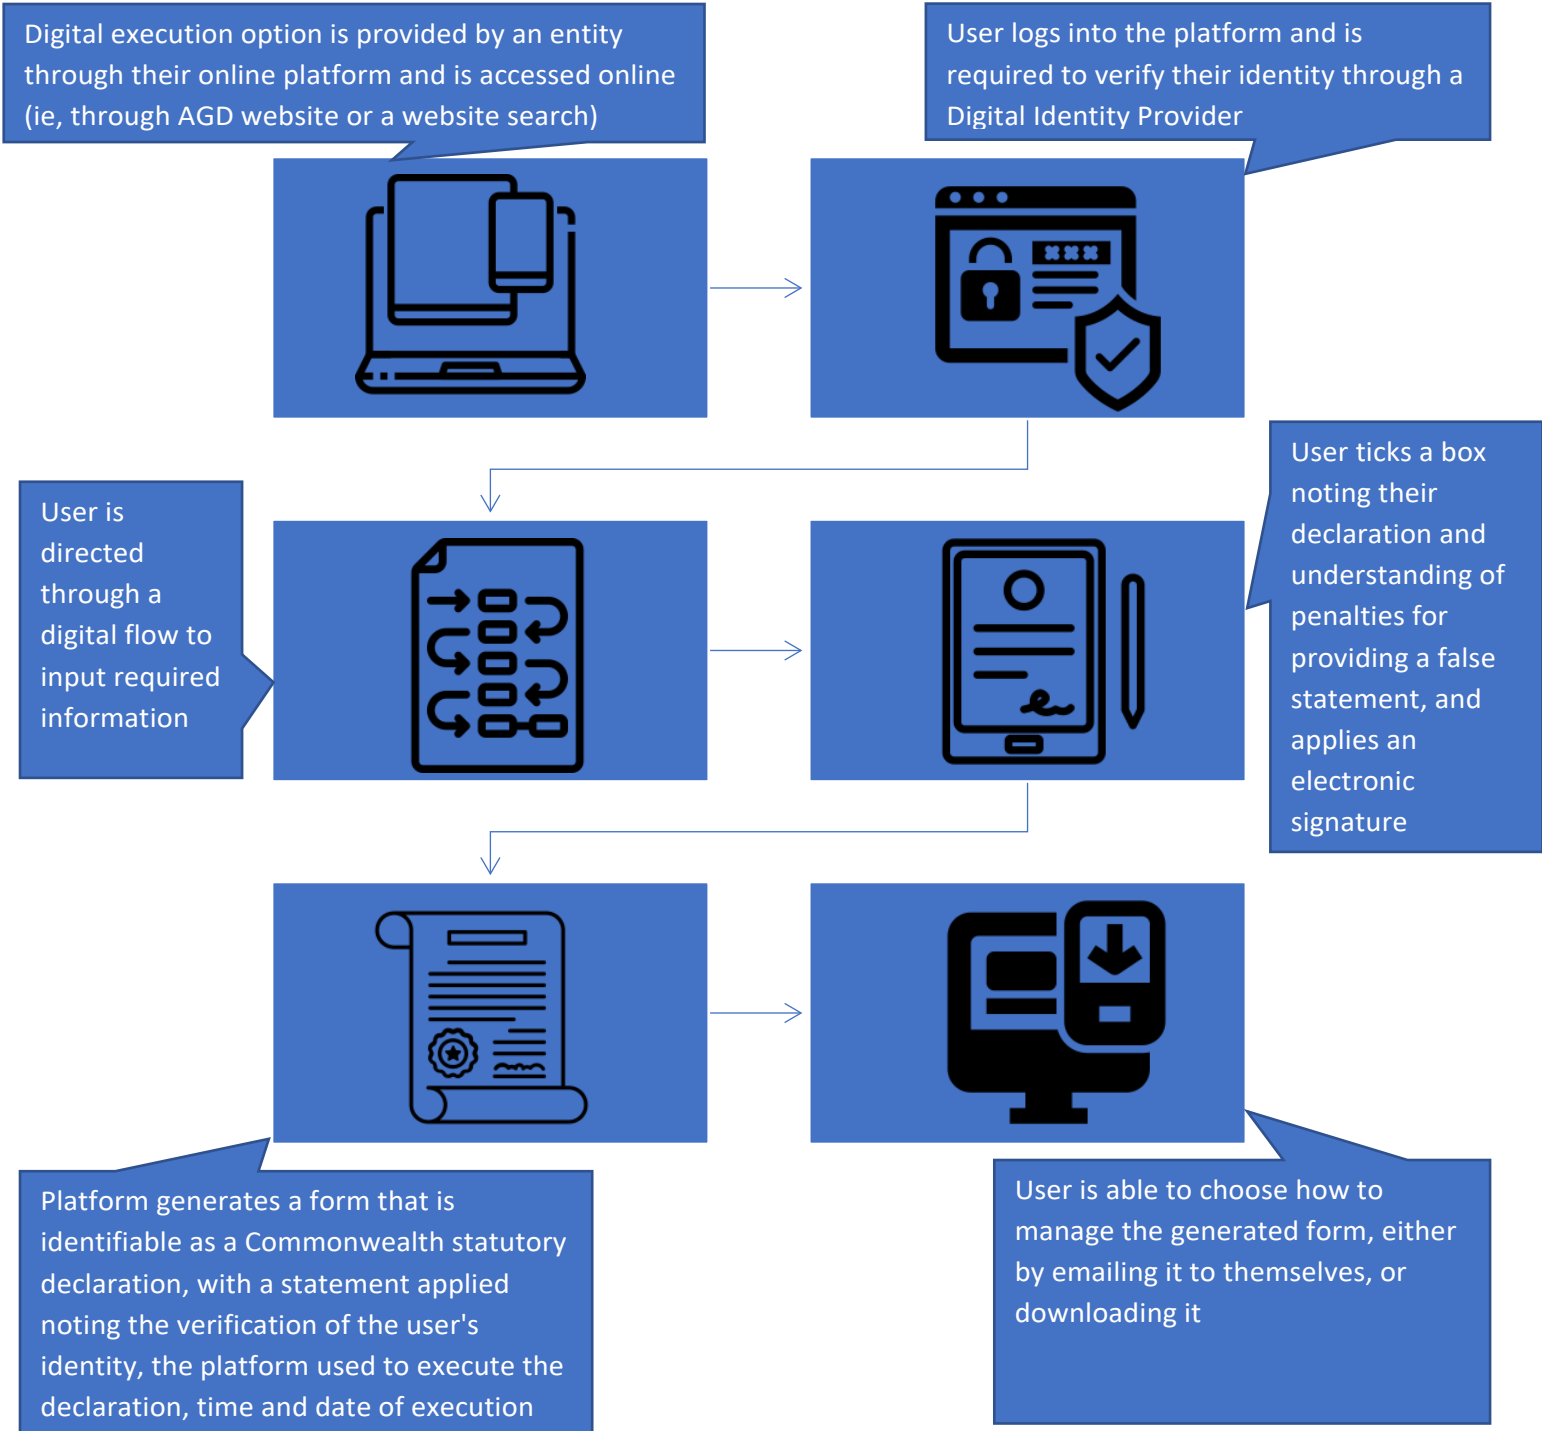 Digital execution option is provided by an entity
through their online platform and is accessed online
(ie, through AGD website or a website search)
User logs into the platform and is
required to verify their identity through a
Digital Identity Provider
User is
directed
through a
digital flow to
input required
information
User ticks a box
noting their
declaration and
understanding of
penalties for
providing a false
statement, and
applies an
electronic
signature
Platform generates a form that is
identifiable as a Commonwealth statutory
declaration, with a statement applied
noting the verification of the user's
identity, the platform used to execute the
declaration, time and date of execution
User is able to choose how to
manage the generated form, either
by emailing it to themselves, or
downloading it